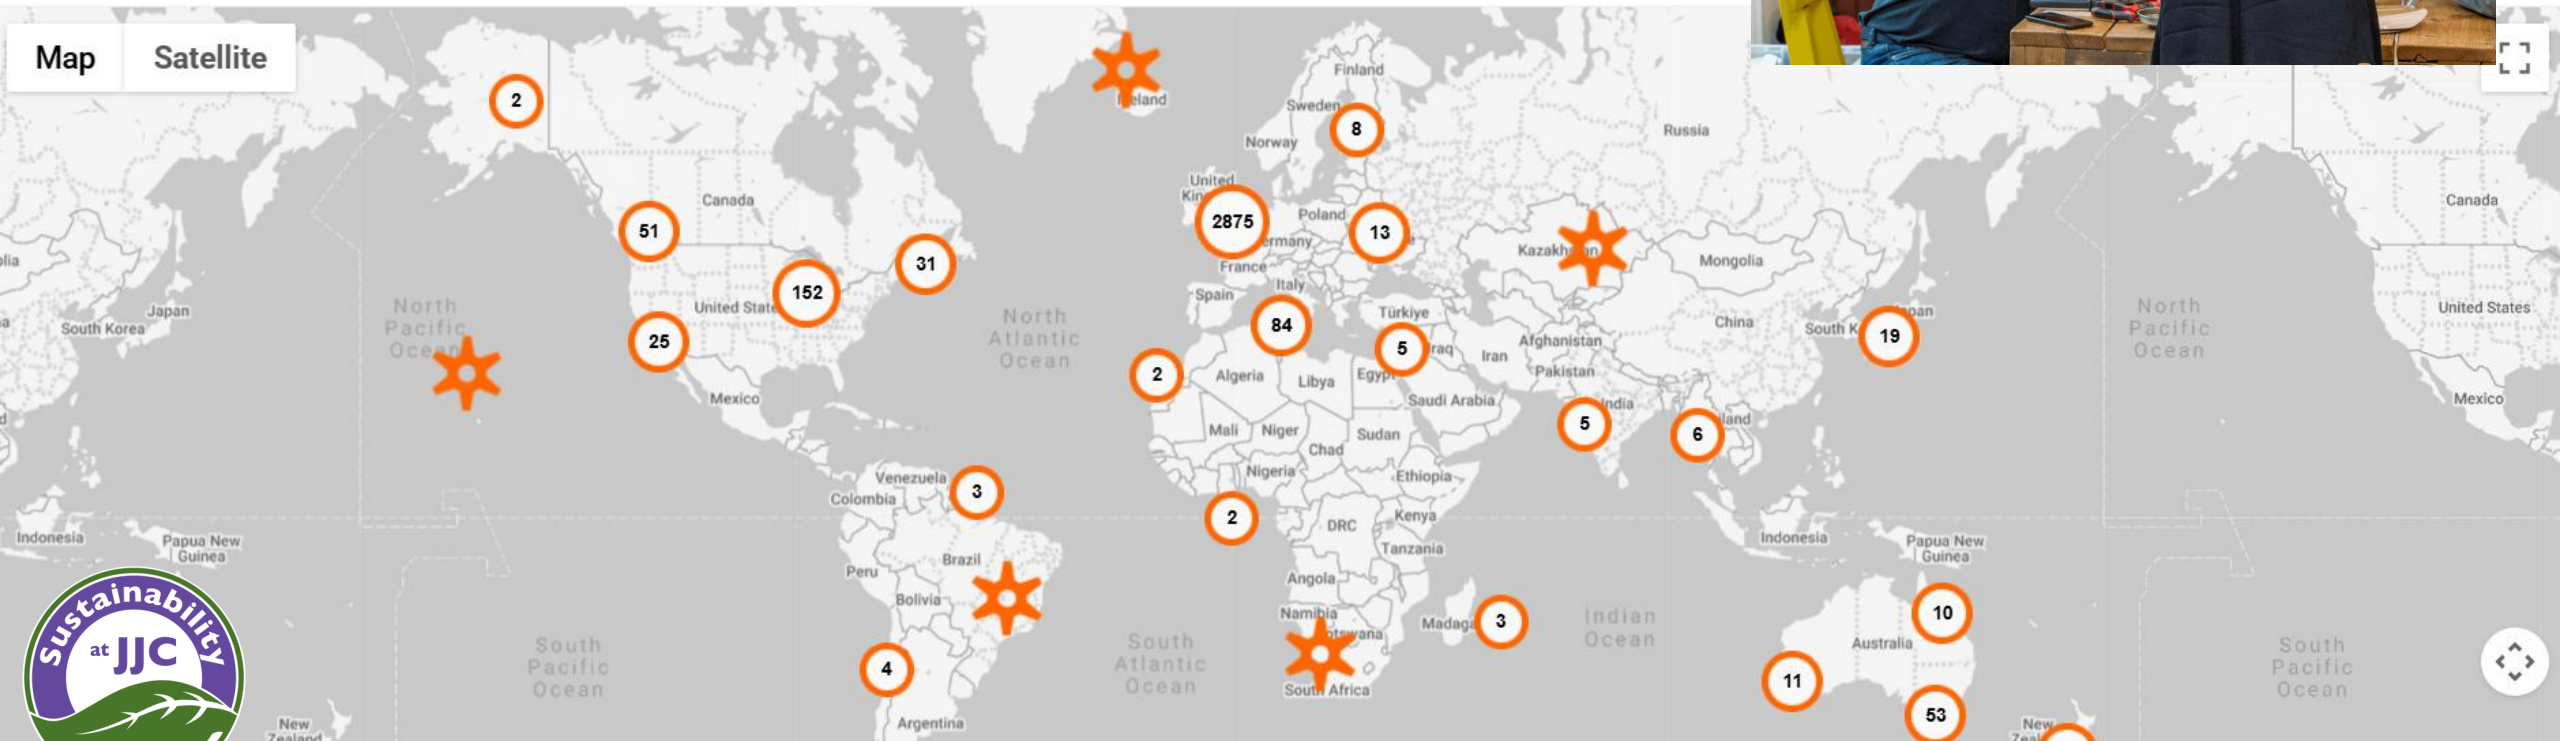 Map Satellite
2
Iceland
Finland
Sweden
8
Norway
Russia
United
2875
Poland
13
Canada
51
31
France
Mongolia
Canada
152
United States
25
North
Pacific
Ocean
Japan
South Korea
North
Atlantic
Ocean
Spain
Italy
84
Türkiye
5
Iraq
Iran
Afghanistan
Pakistan
China
19
North
Pacific
Ocean
United States
Mexico
2
Algeria
Libya
Egypt
Saudi Arabia
5
India
6
Mexico
Mali
Niger
Chad
Sudan
Venezuela
Colombia
3
Nigeria
Ethiopia
2
DRC
Kenya
Tanzania
Indonesia
Papua New
Guinea
Indonesia
Papua New
Guinea
Brazil
Peru
Bolivia
Angola
Namibia
3
Indian
Ocean
10
Australia
11
53
South
Pacific
Ocean
South
Atlantic
Ocean
4
South Africa
Argentina
South
Pacific
Ocean
New
Zealand
New
Sustainability
at JJC